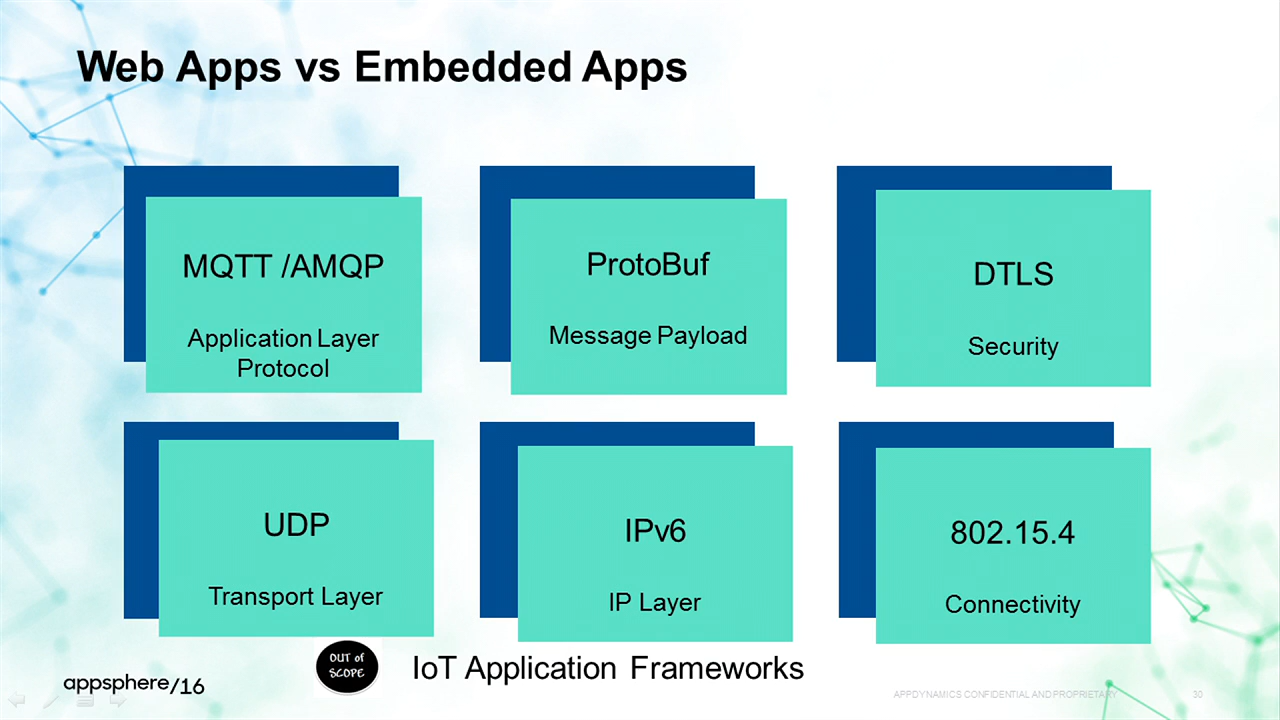 Web Apps vs Embedded Apps
MQTT /AMQP
Application Layer
Protocol
ProtoBuf
Message Payload
DTLS
Security
UDP
Transport Layer
IPv6
IP Layer
802.15.4
Connectivity
OUT of
SCOPE
IoT Application Frameworks
appsphere/16
APPDYNAMICS CONFIDENTIAL AND PROPRIETARY
30